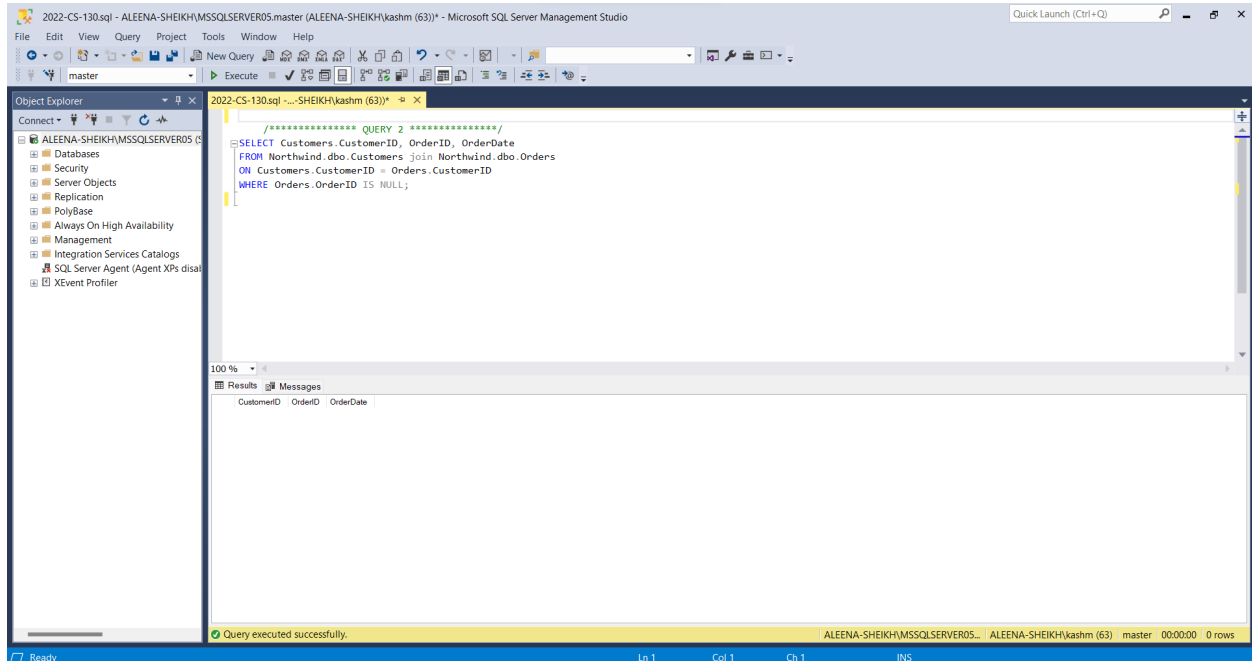 2022-CS-130.sql - ALEENA-SHEIKH\MSSQLSERVER05.master (ALEENA-SHEIKH\kashm (63))* - Microsoft SQL Server Management Studio
Quick Launch (Ctrl+Q)
File Edit View Query Project Tools Window Help
New Query
MDX DMX XMLA DAX
master
Execute
Object Explorer
2022-CS-130.sql -...-SHEIKH\kashm (63))*
Connect
ALEENA-SHEIKH\MSSQLSERVER05 (S
Databases
Security
Server Objects
Replication
PolyBase
Always On High Availability
Management
Integration Services Catalogs
SQL Server Agent (Agent XPs disal
XEvent Profiler
/*************** QUERY 2 ***************/
SELECT Customers.CustomerID, OrderID, OrderDate
FROM Northwind.dbo.Customers join Northwind.dbo.Orders
ON Customers.CustomerID = Orders.CustomerID
WHERE Orders.OrderID IS NULL;
100 %
Results Messages
CustomerID OrderID OrderDate
Query executed successfully.
ALEENA-SHEIKH\MSSQLSERVER05... ALEENA-SHEIKH\kashm (63) master 00:00:00 0 rows
Ready Ln 1 Col 1 Ch 1 INS